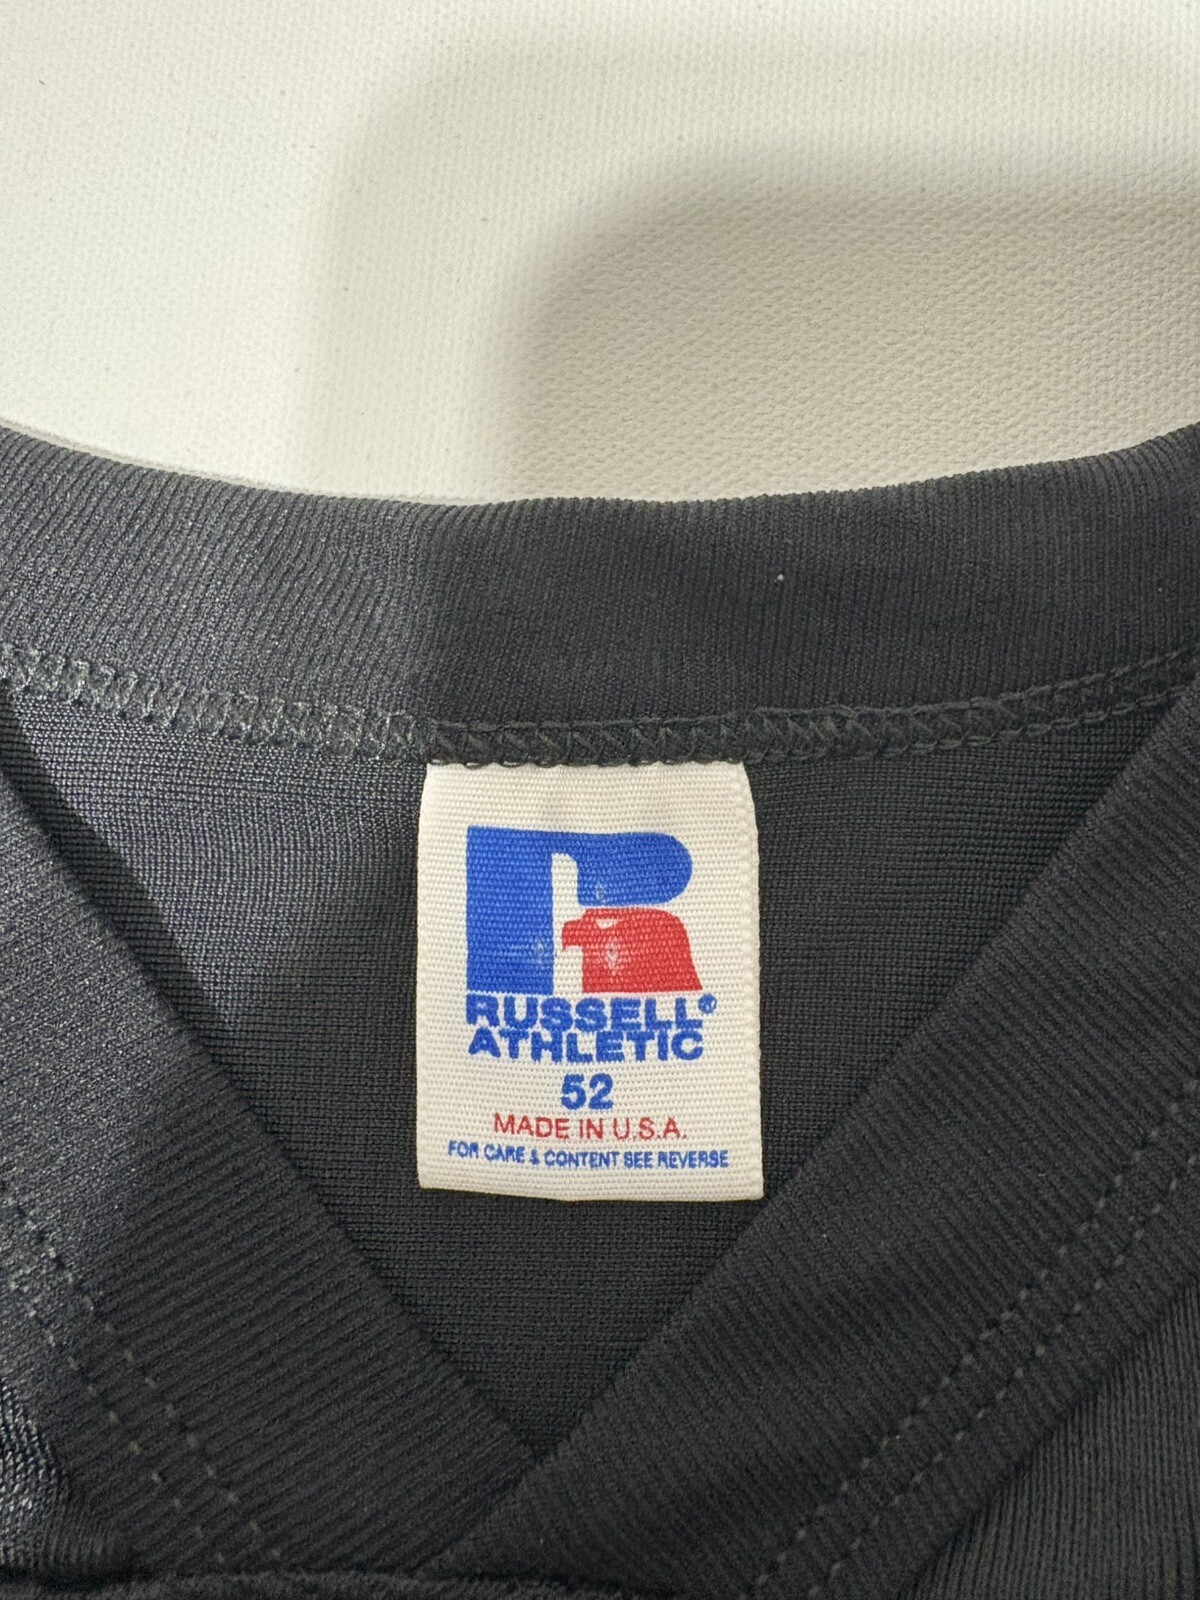 RUSSELL®
ATHLETIC
52
MADE IN U.S.A.
FOR CARE & CONTENT SEE REVERSE